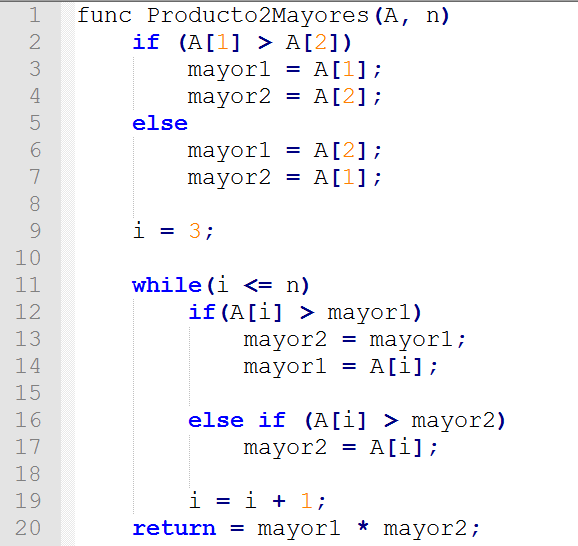 1 func Producto2Mayores(A, n)
2     if (A[1] > A[2])
3         mayor1 = A[1];
4         mayor2 = A[2];
5     else
6         mayor1 = A[2];
7         mayor2 = A[1];
8
9     i = 3;
10
11     while(i <= n)
12         if(A[i] > mayor1)
13             mayor2 = mayor1;
14             mayor1 = A[i];
15
16         else if (A[i] > mayor2)
17             mayor2 = A[i];
18
19         i = i + 1;
20     return = mayor1 * mayor2;